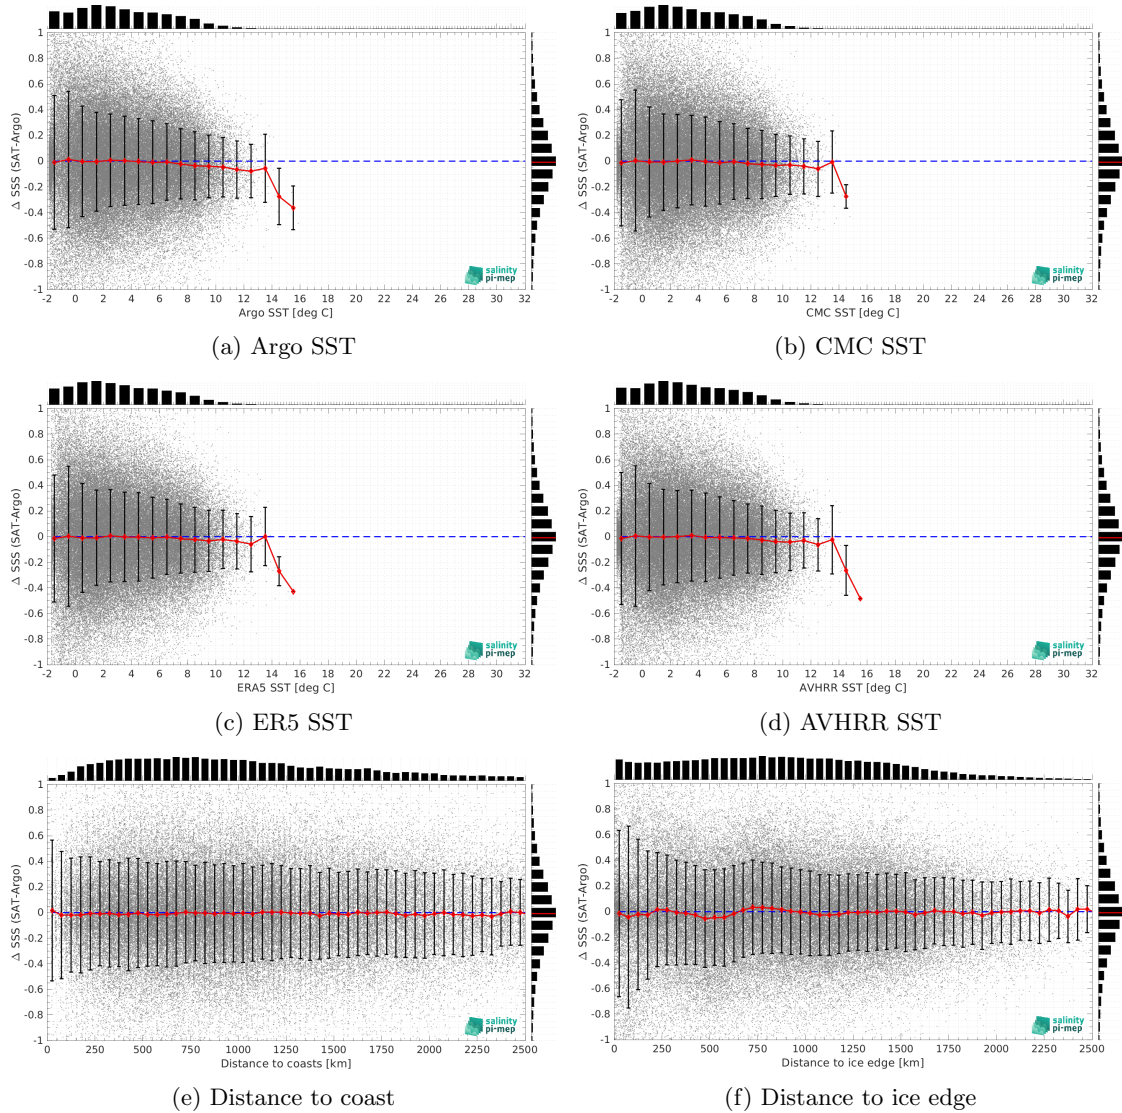 1
0.8
0.6
0.4
0.2
0
-0.2
-0.4
-0.6
-0.8
-1
Δ SSS (SAT-Argo)
salinity
pi-mep
-2 0 2 4 6 8 10 12 14 16 18 20 22 24 26 28 30 32
Argo SST [deg C]
(a) Argo SST
1
0.8
0.6
0.4
0.2
0
-0.2
-0.4
-0.6
-0.8
-1
Δ SSS (SAT-Argo)
salinity
pi-mep
-2 0 2 4 6 8 10 12 14 16 18 20 22 24 26 28 30 32
CMC SST [deg C]
(b) CMC SST
1
0.8
0.6
0.4
0.2
0
-0.2
-0.4
-0.6
-0.8
-1
Δ SSS (SAT-Argo)
salinity
pi-mep
-2 0 2 4 6 8 10 12 14 16 18 20 22 24 26 28 30 32
ERA5 SST [deg C]
(c) ER5 SST
1
0.8
0.6
0.4
0.2
0
-0.2
-0.4
-0.6
-0.8
-1
Δ SSS (SAT-Argo)
salinity
pi-mep
-2 0 2 4 6 8 10 12 14 16 18 20 22 24 26 28 30 32
AVHRR SST [deg C]
(d) AVHRR SST
1
0.8
0.6
0.4
0.2
0
-0.2
-0.4
-0.6
-0.8
-1
Δ SSS (SAT-Argo)
salinity
pi-mep
0 250 500 750 1000 1250 1500 1750 2000 2250 2500
Distance to coasts [km]
(e) Distance to coast
1
0.8
0.6
0.4
0.2
0
-0.2
-0.4
-0.6
-0.8
-1
Δ SSS (SAT-Argo)
salinity
pi-mep
0 250 500 750 1000 1250 1500 1750 2000 2250 2500
Distance to ice edge [km]
(f) Distance to ice edge